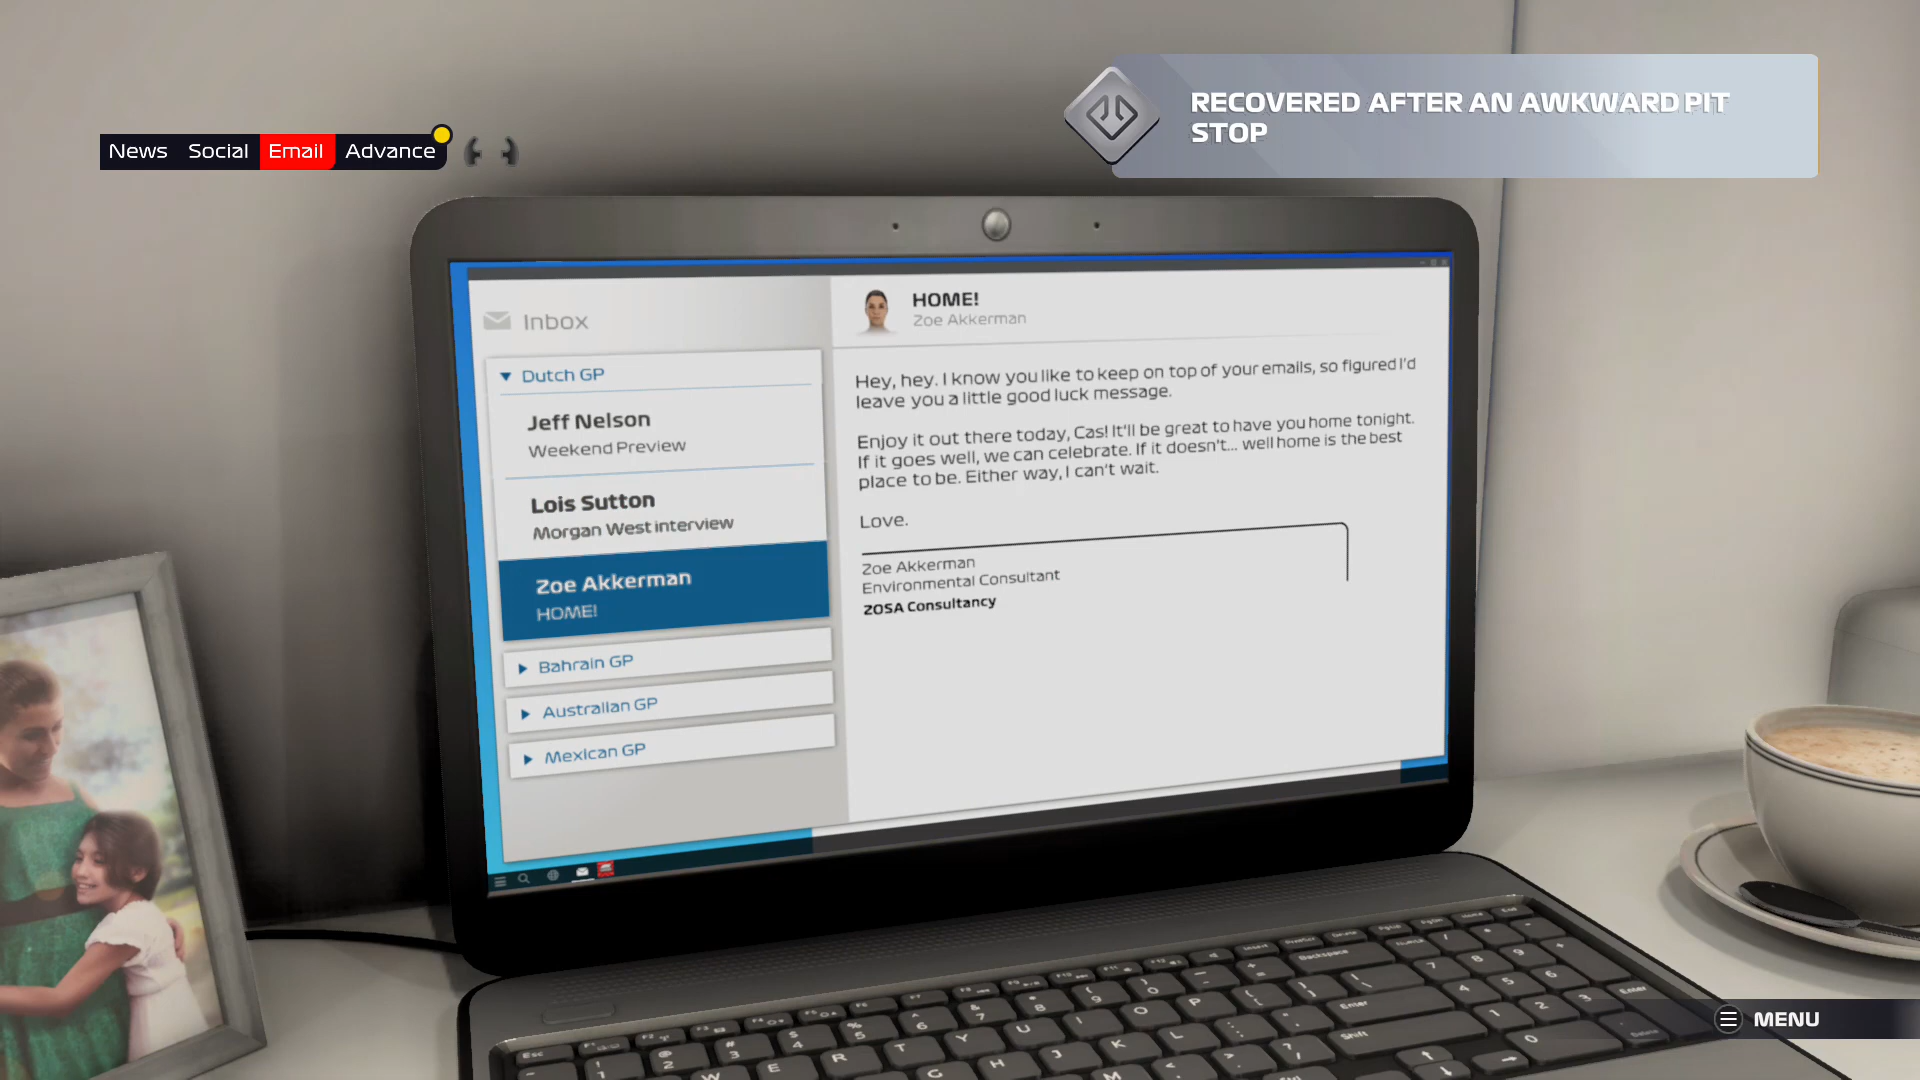 RECOVERED AFTER AN AWKWARD PIT
STOP
News Social Email Advance
Inbox
Dutch GP
Jeff Nelson
Weekend Preview
Lois Sutton
Morgan West interview
Zoe Akkerman
HOME!
Bahrain GP
Australian GP
Mexican GP
HOME!
Zoe Akkerman
Hey, hey. I know you like to keep on top of your emails, so figured I'd
leave you a little good luck message.
Enjoy it out there today, Cas! It'll be great to have you home tonight.
If it goes well, we can celebrate. If it doesn't... well home is the best
place to be. Either way, I can't wait.
Love.
Zoe Akkerman
Environmental Consultant
ZOSA Consultancy
MENU
Backspace
Enter
Shift
Esc